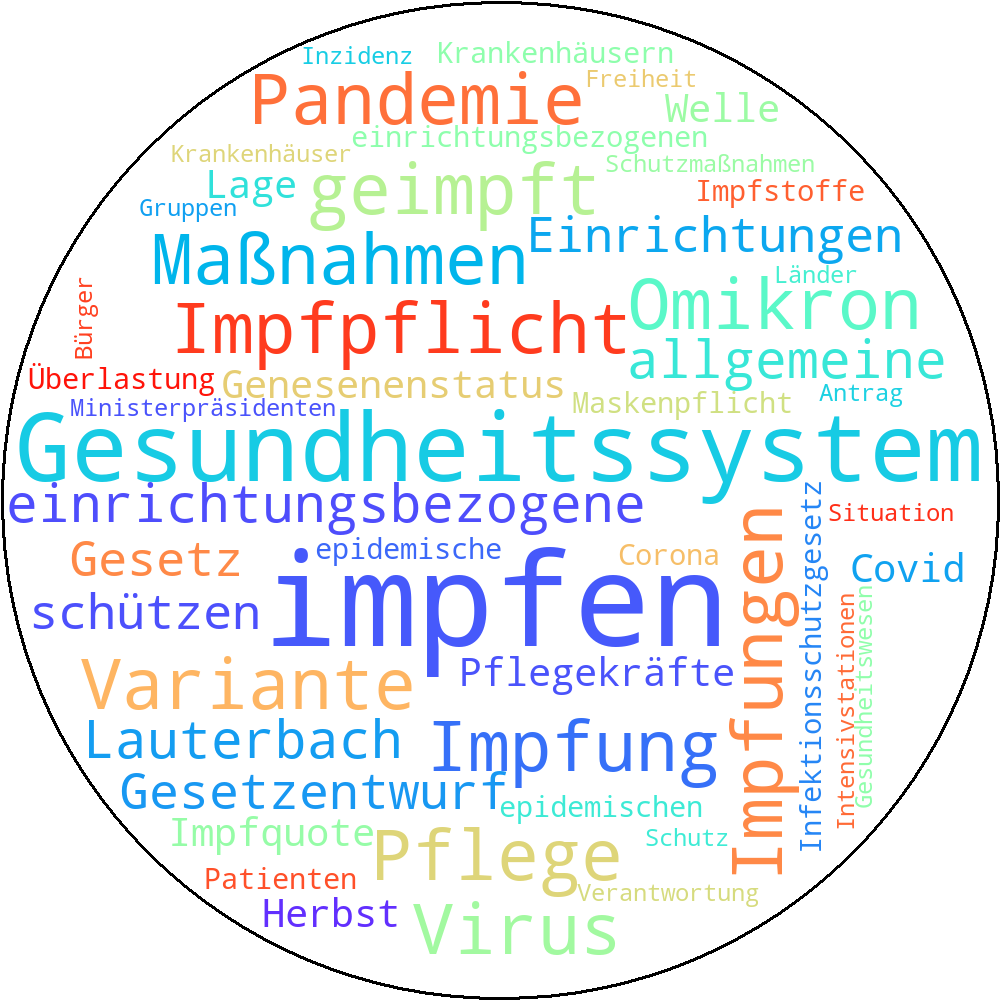 Inzidenz
Krankenhäusern
Pandemie
Freiheit
Welle
einrichtungsbezogenen
Krankenhäuser
Schutzmaßnahmen
Lage
geimpft
Impfstoffe
Gruppen
Maßnahmen
Einrichtungen
Länder
Bürger
Impfpflicht
Omikron
allgemeine
Überlastung
Genesenenstatus
Antrag
Ministerpräsidenten
Maskenpflicht
Gesundheitssystem
einrichtungsbezogene
Situation
Gesetz
epidemische
Corona
Covid
impfen
schützen
Impfungen
Infektionsschutzgesetz
Intensivstationen
Gesundheitswesen
Variante
Pflegekräfte
Lauterbach
Impfung
Gesetzentwurf
epidemischen
Impfquote
Pflege
Schutz
Patienten
Verantwortung
Herbst
Virus